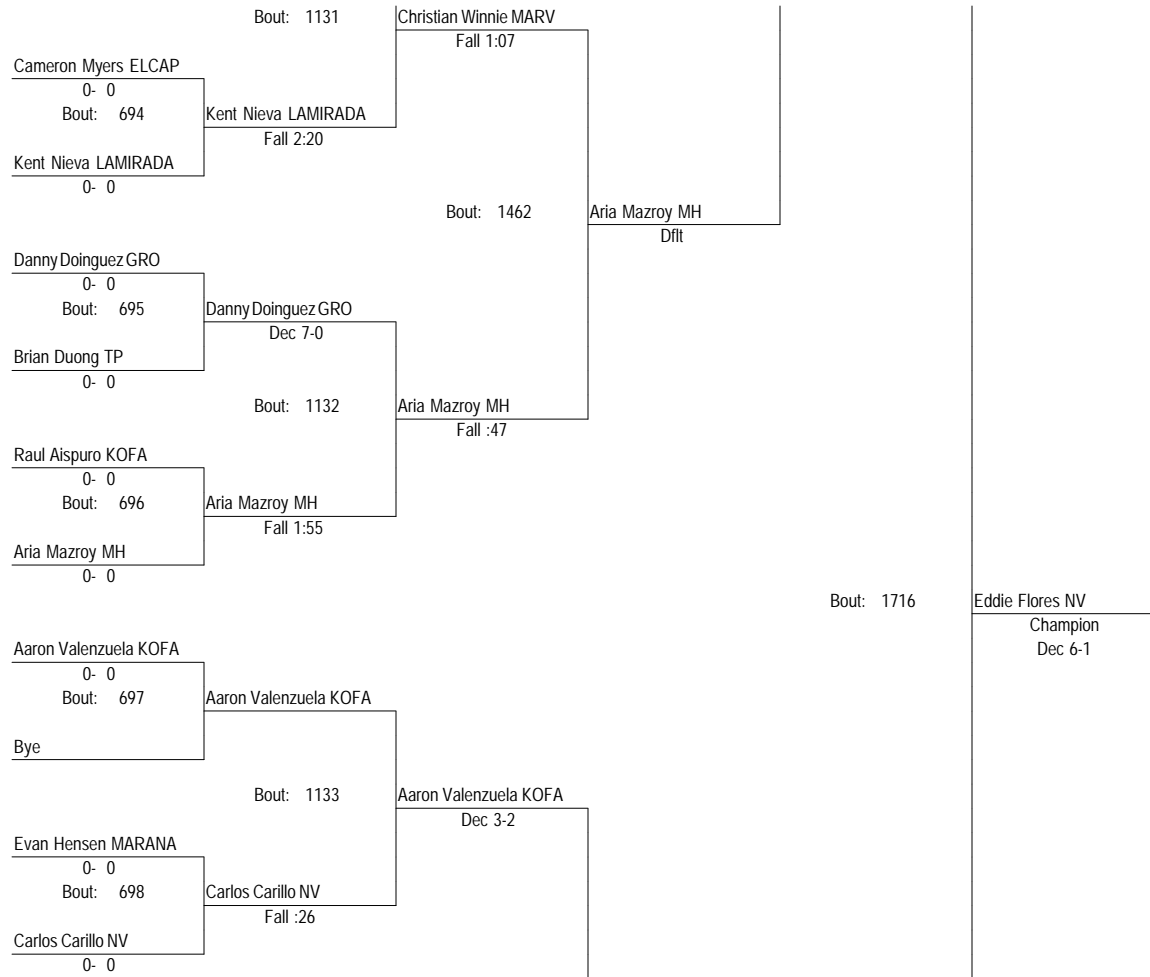 Bout: 1131 Christian Winnie MARV
Fall 1:07
Cameron Myers ELCAP
0- 0
Bout: 694 Kent Nieva LAMIRADA
Fall 2:20
Kent Nieva LAMIRADA
0- 0
Bout: 1462 Aria Mazroy MH
Dflt
Danny Doinguez GRO
0- 0
Bout: 695 Danny Doinguez GRO
Dec 7-0
Brian Duong TP
0- 0
Bout: 1132 Aria Mazroy MH
Fall :47
Raul Aispuro KOFA
0- 0
Bout: 696 Aria Mazroy MH
Fall 1:55
Aria Mazroy MH
0- 0
Bout: 1716 Eddie Flores NV
Champion
Aaron Valenzuela KOFA Dec 6-1
0- 0
Bout: 697 Aaron Valenzuela KOFA
Bye
Bout: 1133 Aaron Valenzuela KOFA
Dec 3-2
Evan Hensen MARANA
0- 0
Bout: 698 Carlos Carillo NV
Fall :26
Carlos Carillo NV
0- 0